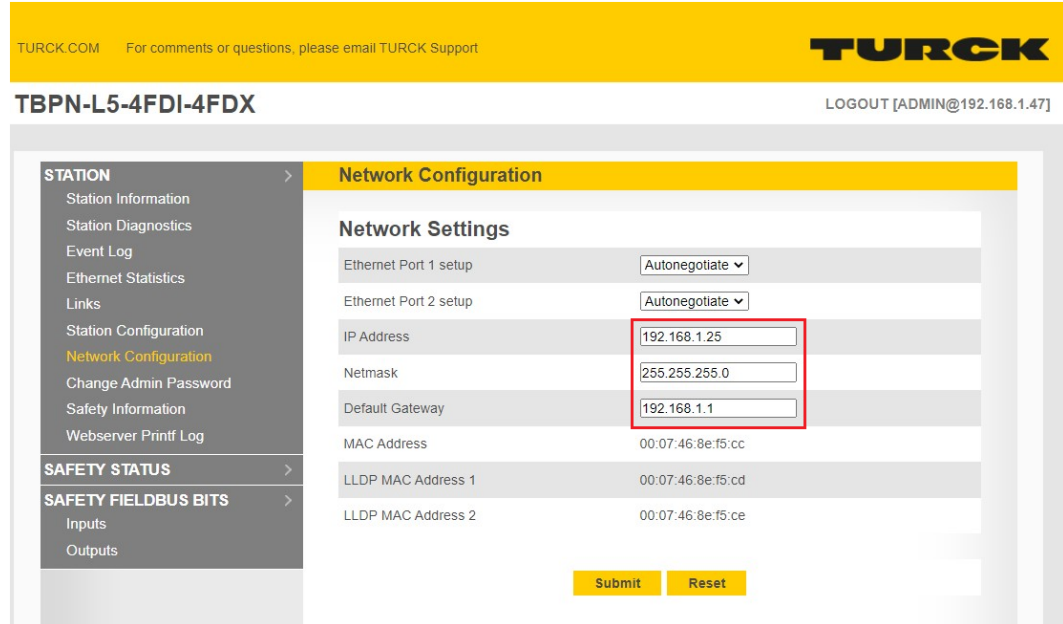 TURCK.COM For comments or questions, please email TURCK Support
TURCK
TBPN-L5-4FDI-4FDX
LOGOUT [ADMIN@192.168.1.47]
STATION
Station Information
Station Diagnostics
Event Log
Ethernet Statistics
Links
Station Configuration
Network Configuration
Change Admin Password
Safety Information
Webserver Printf Log
SAFETY STATUS
SAFETY FIELDBUS BITS
Inputs
Outputs
Network Configuration
Network Settings
Ethernet Port 1 setup Autonegotiate
Ethernet Port 2 setup Autonegotiate
IP Address 192.168.1.25
Netmask 255.255.255.0
Default Gateway 192.168.1.1
MAC Address 00:07:46:8e:f5:cc
LLDP MAC Address 1 00:07:46:8e:f5:cd
LLDP MAC Address 2 00:07:46:8e:f5:ce
Submit Reset